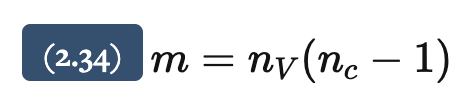 (2.34) m = n_V(n_c − 1)